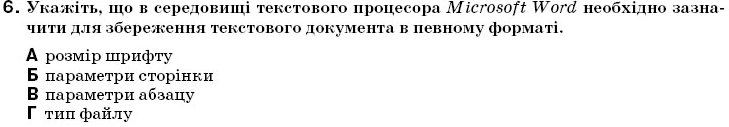 6. Укажіть, що в середовищі текстового процесора Microsoft Word необхідно зазна-
чити для збереження текстового документа в певному форматі.
А розмір шрифту
Б параметри сторінки
В параметри абзацу
Г тип файлу